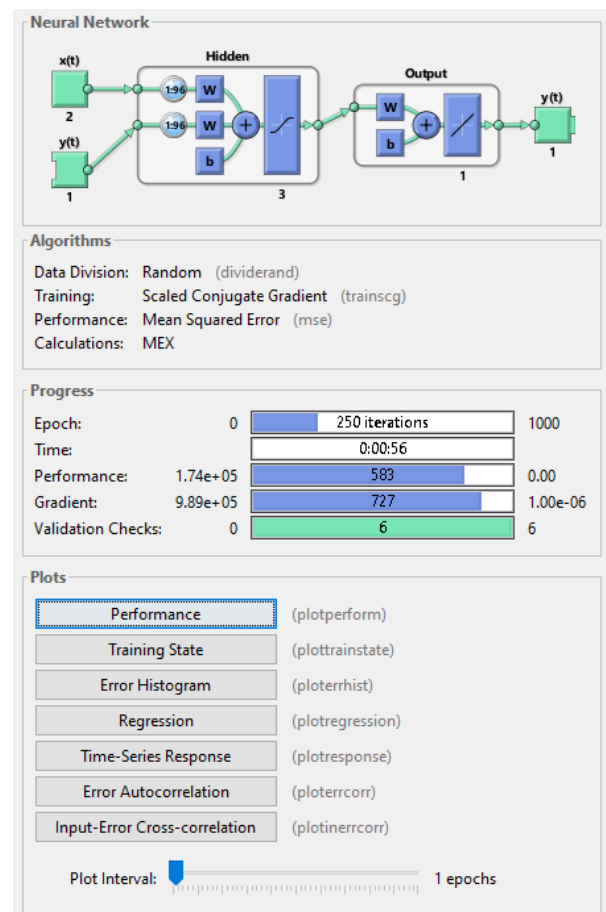 Neural Network
Hidden
Output
x(t)
1:96 W
2
y(t)
1:96 W
b
1
3
W
b
1
y(t)
1
Algorithms
Data Division: Random (dividerand)
Training: Scaled Conjugate Gradient (trainscg)
Performance: Mean Squared Error (mse)
Calculations: MEX
Progress
Epoch: 0 250 iterations 1000
Time: 0:00:56
Performance: 1.74e+05 583 0.00
Gradient: 9.89e+05 727 1.00e-06
Validation Checks: 0 6 6
Plots
Performance (plotperform)
Training State (plottrainstate)
Error Histogram (ploterrhist)
Regression (plotregression)
Time-Series Response (plotresponse)
Error Autocorrelation (ploterrcorr)
Input-Error Cross-correlation (plotinerrcorr)
Plot Interval: 1 epochs